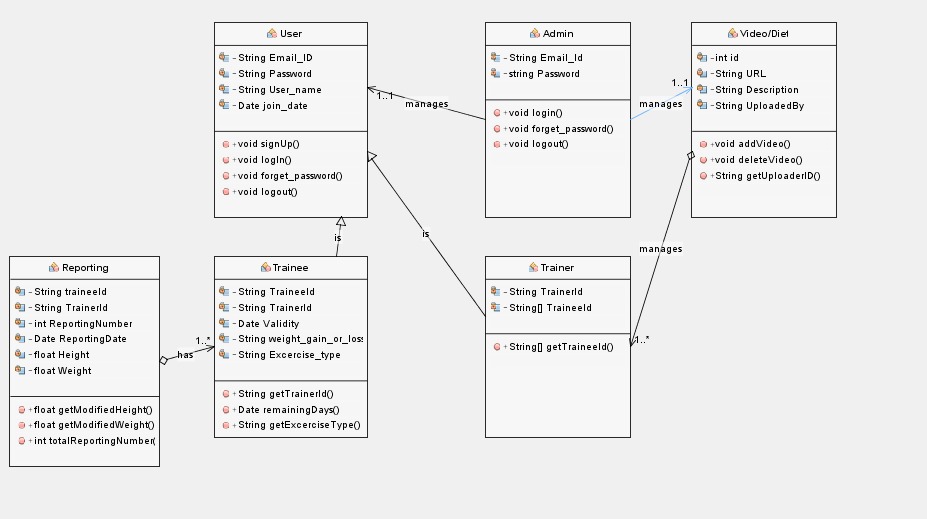 User
- String Email_ID
- String Password
- String User_name
- Date join_date
+ void signUp()
+ void logIn()
+ void forget_password()
+ void logout()
Admin
- String Email_Id
- string Password
+ void login()
+ void forget_password()
+ void logout()
Video/Diet
- int id
- String URL
- String Description
- String UploadedBy
+ void addVideo()
+ void deleteVideo()
+ String getUploaderID()
1..1
manages
1..1
manages
is
is
manages
1..*
1..*
has
Reporting
- String traineeId
- String TrainerId
- int ReportingNumber
- Date ReportingDate
- float Height
- float Weight
+ float getModifiedHeight()
+ float getModifiedWeight()
+ int totalReportingNumber(
Trainee
- String TraineeId
- String TrainerId
- Date Validity
- String weight_gain_or_loss
- String Excercise_type
+ String getTrainerId()
+ Date remainingDays()
+ String getExcerciseType()
Trainer
- String TrainerId
- String[] TraineeId
+ String[] getTraineeId()